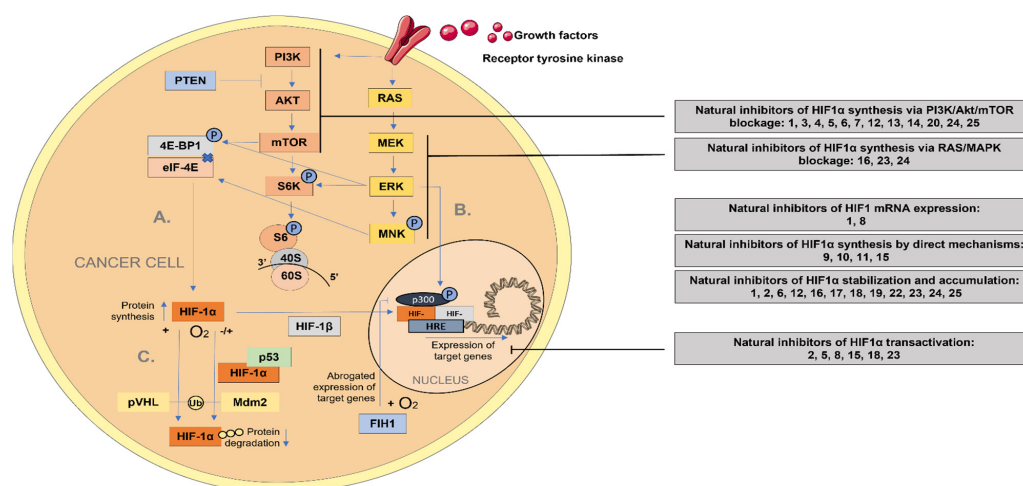 Growth factors
Receptor tyrosine kinase
PI3K
PTEN
AKT
RAS
mTOR
MEK
4E-BP1
P
eIF-4E
S6K
P
ERK
MNK
P
A.
B.
S6
P
40S
60S
3'
5'
CANCER CELL
Protein
synthesis
HIF-1α
+
O2
-/+
HIF-1β
C.
p53
HIF-1α
pVHL
Ub
Mdm2
HIF-1α
Protein
degradation
p300
P
HIF-
HIF-
HRE
Expression of
target genes
NUCLEUS
Abrogated
expression of
target genes
+ O2
FIH1
Natural inhibitors of HIF1α synthesis via PI3K/Akt/mTOR
blockage: 1, 3, 4, 5, 6, 7, 12, 13, 14, 20, 24, 25
Natural inhibitors of HIF1α synthesis via RAS/MAPK
blockage: 16, 23, 24
Natural inhibitors of HIF1 mRNA expression:
1, 8
Natural inhibitors of HIF1α synthesis by direct mechanisms:
9, 10, 11, 15
Natural inhibitors of HIF1α stabilization and accumulation:
1, 2, 6, 12, 16, 17, 18, 19, 22, 23, 24, 25
Natural inhibitors of HIF1α transactivation:
2, 5, 8, 15, 18, 23